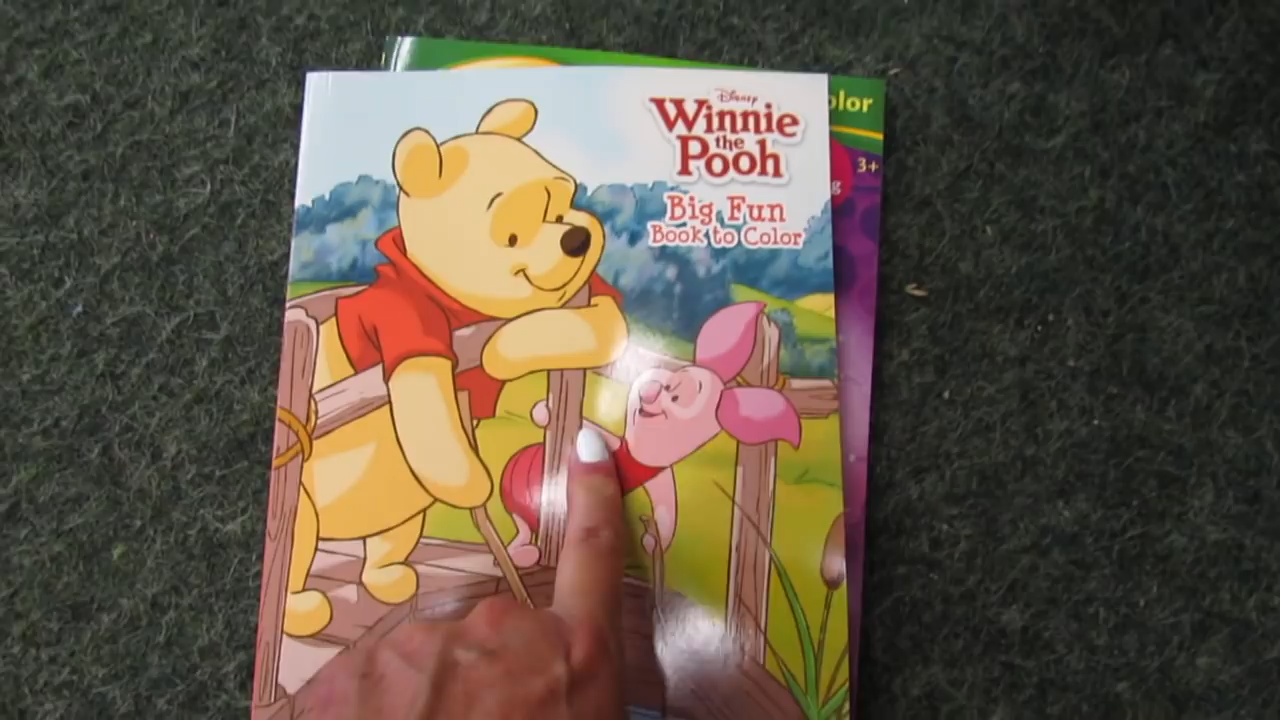 Disney
Winnie
the
Pooh
Big Fun
Book to Color
olor
3+
g